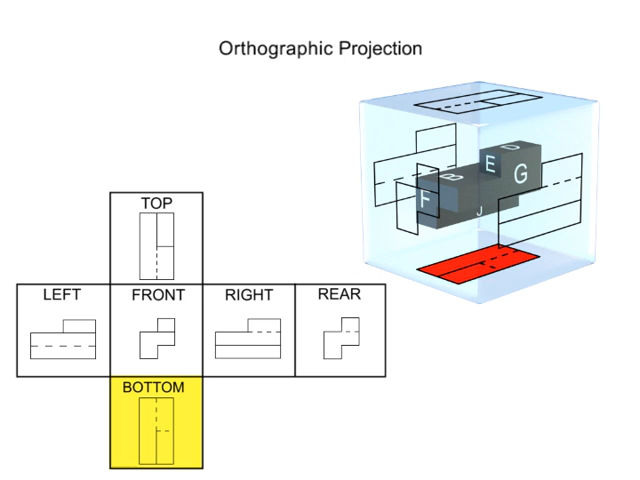 Orthographic Projection
TOP
LEFT
FRONT
RIGHT
REAR
BOTTOM
D
E
G
B
F
J